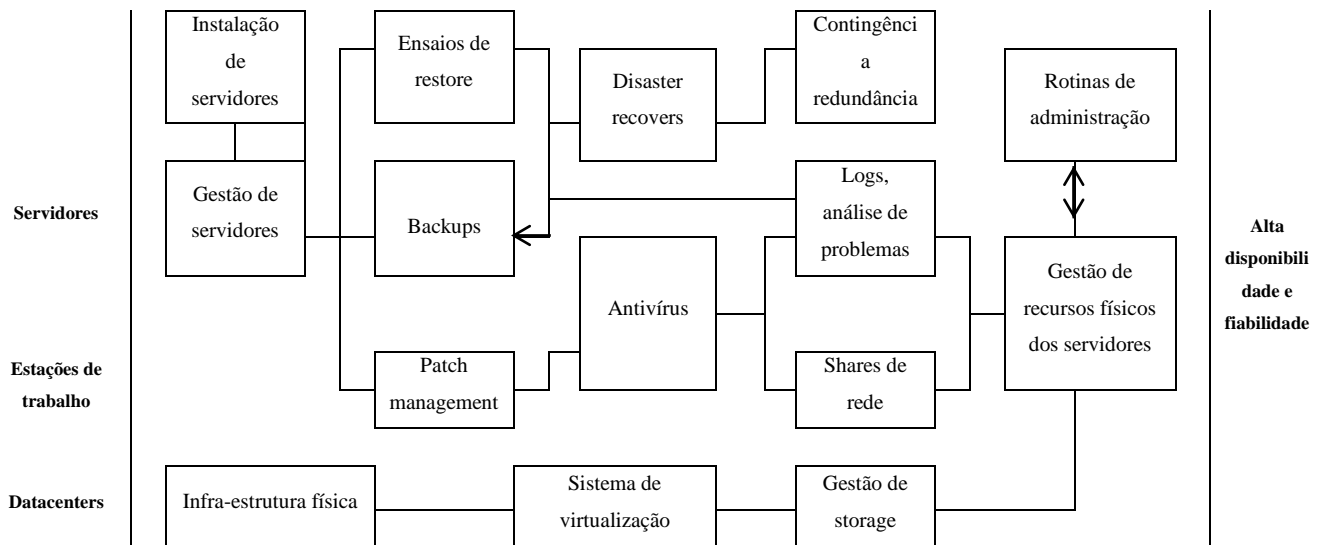 Servidores
Estações de
trabalho
Datacenters
Instalação
de
servidores
Gestão de
servidores
Ensaios de
restore
Backups
Patch
management
Disaster
recovers
Antivírus
Contingênci
a
redundância
Logs,
análise de
problemas
Shares de
rede
Rotinas de
administração
Gestão de
recursos físicos
dos servidores
Infra-estrutura física
Sistema de
virtualização
Gestão de
storage
Alta
disponibili
dade e
fiabilidade